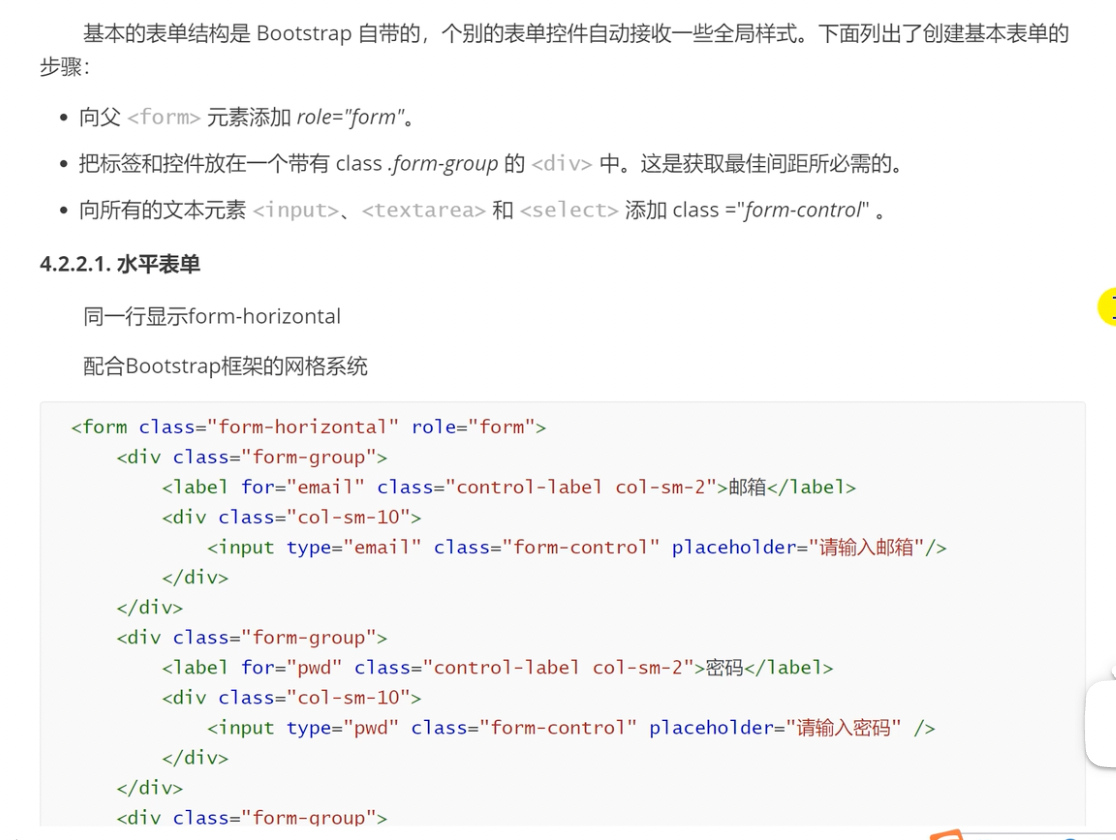 基本的表单结构是 Bootstrap 自带的，个别的表单控件自动接收一些全局样式。下面列出了创建基本表单的
步骤：
向父 <form> 元素添加 role="form"。
把标签和控件放在一个带有 class .form-group 的 <div> 中。这是获取最佳间距所必需的。
向所有的文本元素 <input>、<textarea> 和 <select> 添加 class ="form-control" 。
4.2.2.1. 水平表单
同一行显示form-horizontal
配合Bootstrap框架的网格系统
<form class="form-horizontal" role="form">
<div class="form-group">
<label for="email" class="control-label col-sm-2">邮箱</label>
<div class="col-sm-10">
<input type="email" class="form-control" placeholder="请输入邮箱"/>
</div>
</div>
<div class="form-group">
<label for="pwd" class="control-label col-sm-2">密码</label>
<div class="col-sm-10">
<input type="pwd" class="form-control" placeholder="请输入密码" />
</div>
</div>
<div class="form-group">